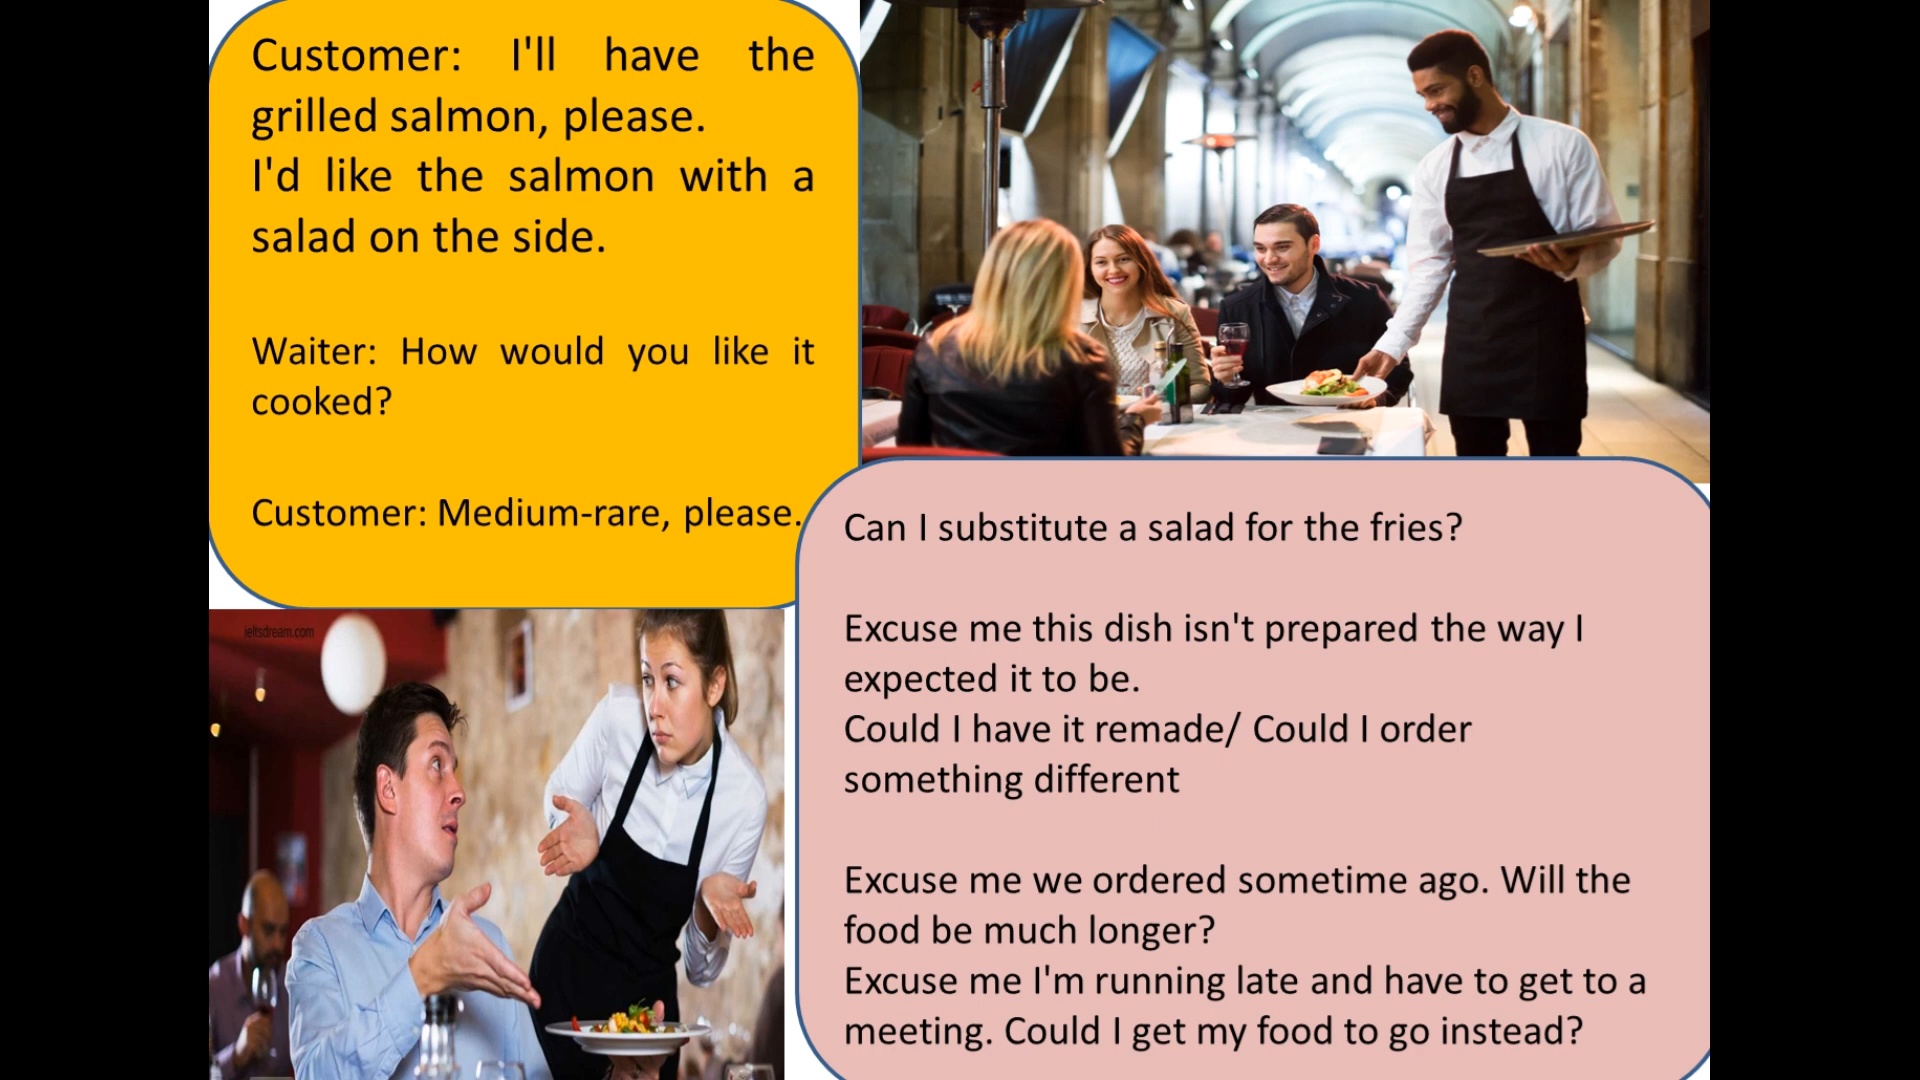 Customer: I'll have the
grilled salmon, please.
I'd like the salmon with a
salad on the side.
Waiter: How would you like it
cooked?
Customer: Medium-rare, please.
Can I substitute a salad for the fries?
Excuse me this dish isn't prepared the way I
expected it to be.
Could I have it remade/ Could I order
something different
Excuse me we ordered sometime ago. Will the
food be much longer?
Excuse me I'm running late and have to get to a
meeting. Could I get my food to go instead?
ieltsdream.com